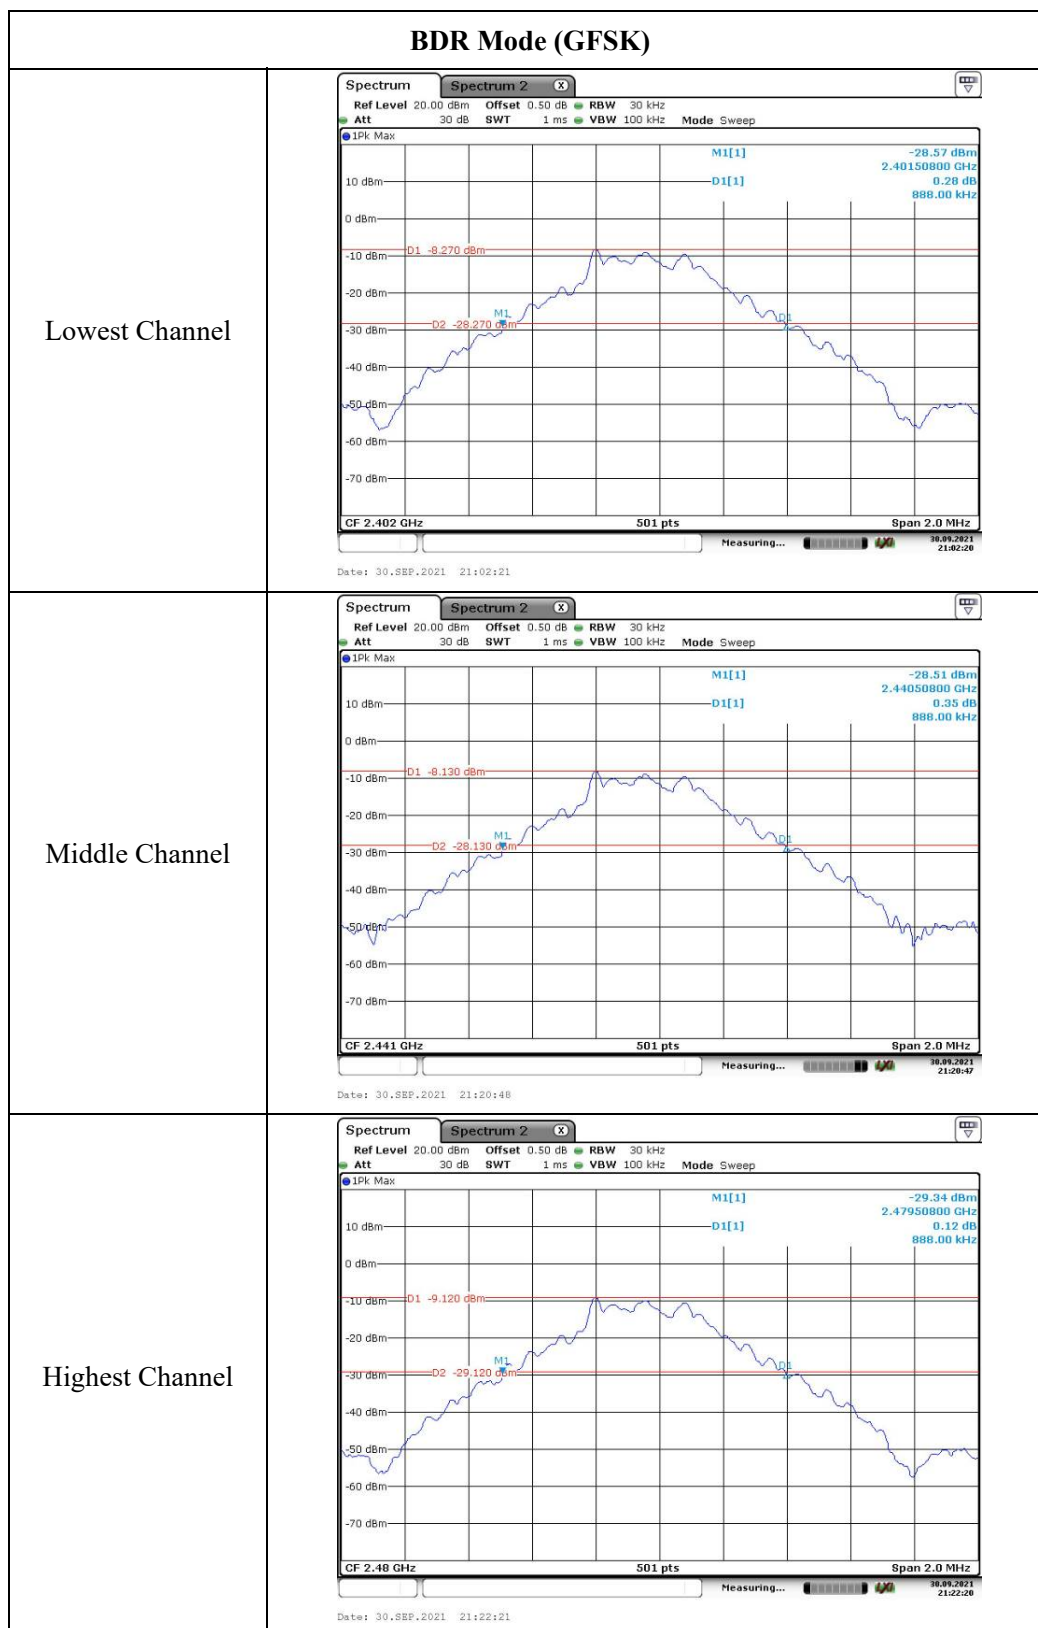 BDR Mode (GFSK)
Lowest Channel
Spectrum Spectrum 2 X
Ref Level 20.00 dBm Offset 0.50 dB RBW 30 kHz
Att 30 dB SWT 1 ms VBW 100 kHz Mode Sweep
1Pk Max
M1[1] -28.57 dBm
2.40150800 GHz
10 dBm D1[1] 0.28 dB
888.00 kHz
0 dBm
D1 -8.270 dBm
-10 dBm
-20 dBm
M1 D1
D2 -28.270 dBm
-30 dBm
-40 dBm
-50 dBm
-60 dBm
-70 dBm
CF 2.402 GHz 501 pts Span 2.0 MHz
Measuring... LXI 30.09.2021
21:02:20
Date: 30.SEP.2021 21:02:21
Middle Channel
Spectrum Spectrum 2 X
Ref Level 20.00 dBm Offset 0.50 dB RBW 30 kHz
Att 30 dB SWT 1 ms VBW 100 kHz Mode Sweep
1Pk Max
M1[1] -28.51 dBm
2.44050800 GHz
10 dBm D1[1] 0.35 dB
888.00 kHz
0 dBm
D1 -8.130 dBm
-10 dBm
-20 dBm
M1 D1
D2 -28.130 dBm
-30 dBm
-40 dBm
-50 dBm
-60 dBm
-70 dBm
CF 2.441 GHz 501 pts Span 2.0 MHz
Measuring... LXI 30.09.2021
21:20:47
Date: 30.SEP.2021 21:20:48
Highest Channel
Spectrum Spectrum 2 X
Ref Level 20.00 dBm Offset 0.50 dB RBW 30 kHz
Att 30 dB SWT 1 ms VBW 100 kHz Mode Sweep
1Pk Max
M1[1] -29.34 dBm
2.47950800 GHz
10 dBm D1[1] 0.12 dB
888.00 kHz
0 dBm
D1 -9.120 dBm
-10 dBm
-20 dBm
M1 D1
D2 -29.120 dBm
-30 dBm
-40 dBm
-50 dBm
-60 dBm
-70 dBm
CF 2.48 GHz 501 pts Span 2.0 MHz
Measuring... LXI 30.09.2021
21:22:20
Date: 30.SEP.2021 21:22:21